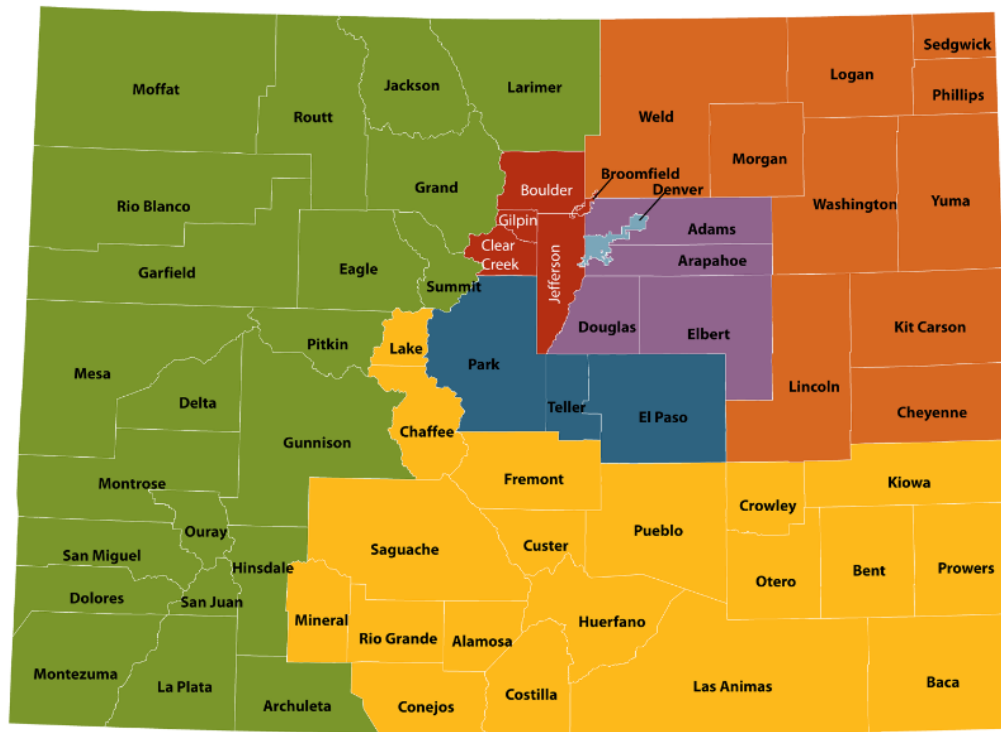 Sedgwick
Logan
Jackson
Larimer
Moffat
Phillips
Routt
Weld
Morgan
Broomfield
Grand
Boulder
Denver
Rio Blanco
Washington
Yuma
Gilpin
Adams
Clear
Creek
Arapahoe
Garfield
Eagle
Jefferson
Summit
Kit Carson
Douglas
Elbert
Pitkin
Lake
Park
Mesa
Lincoln
Delta
Teller
El Paso
Cheyenne
Chaffee
Gunnison
Fremont
Montrose
Kiowa
Crowley
Ouray
Pueblo
Saguache
Custer
San Miguel
Hinsdale
Otero
Bent
Prowers
Dolores
San Juan
Mineral
Huerfano
Rio Grande
Alamosa
Montezuma
La Plata
Costilla
Las Animas
Baca
Archuleta
Conejos